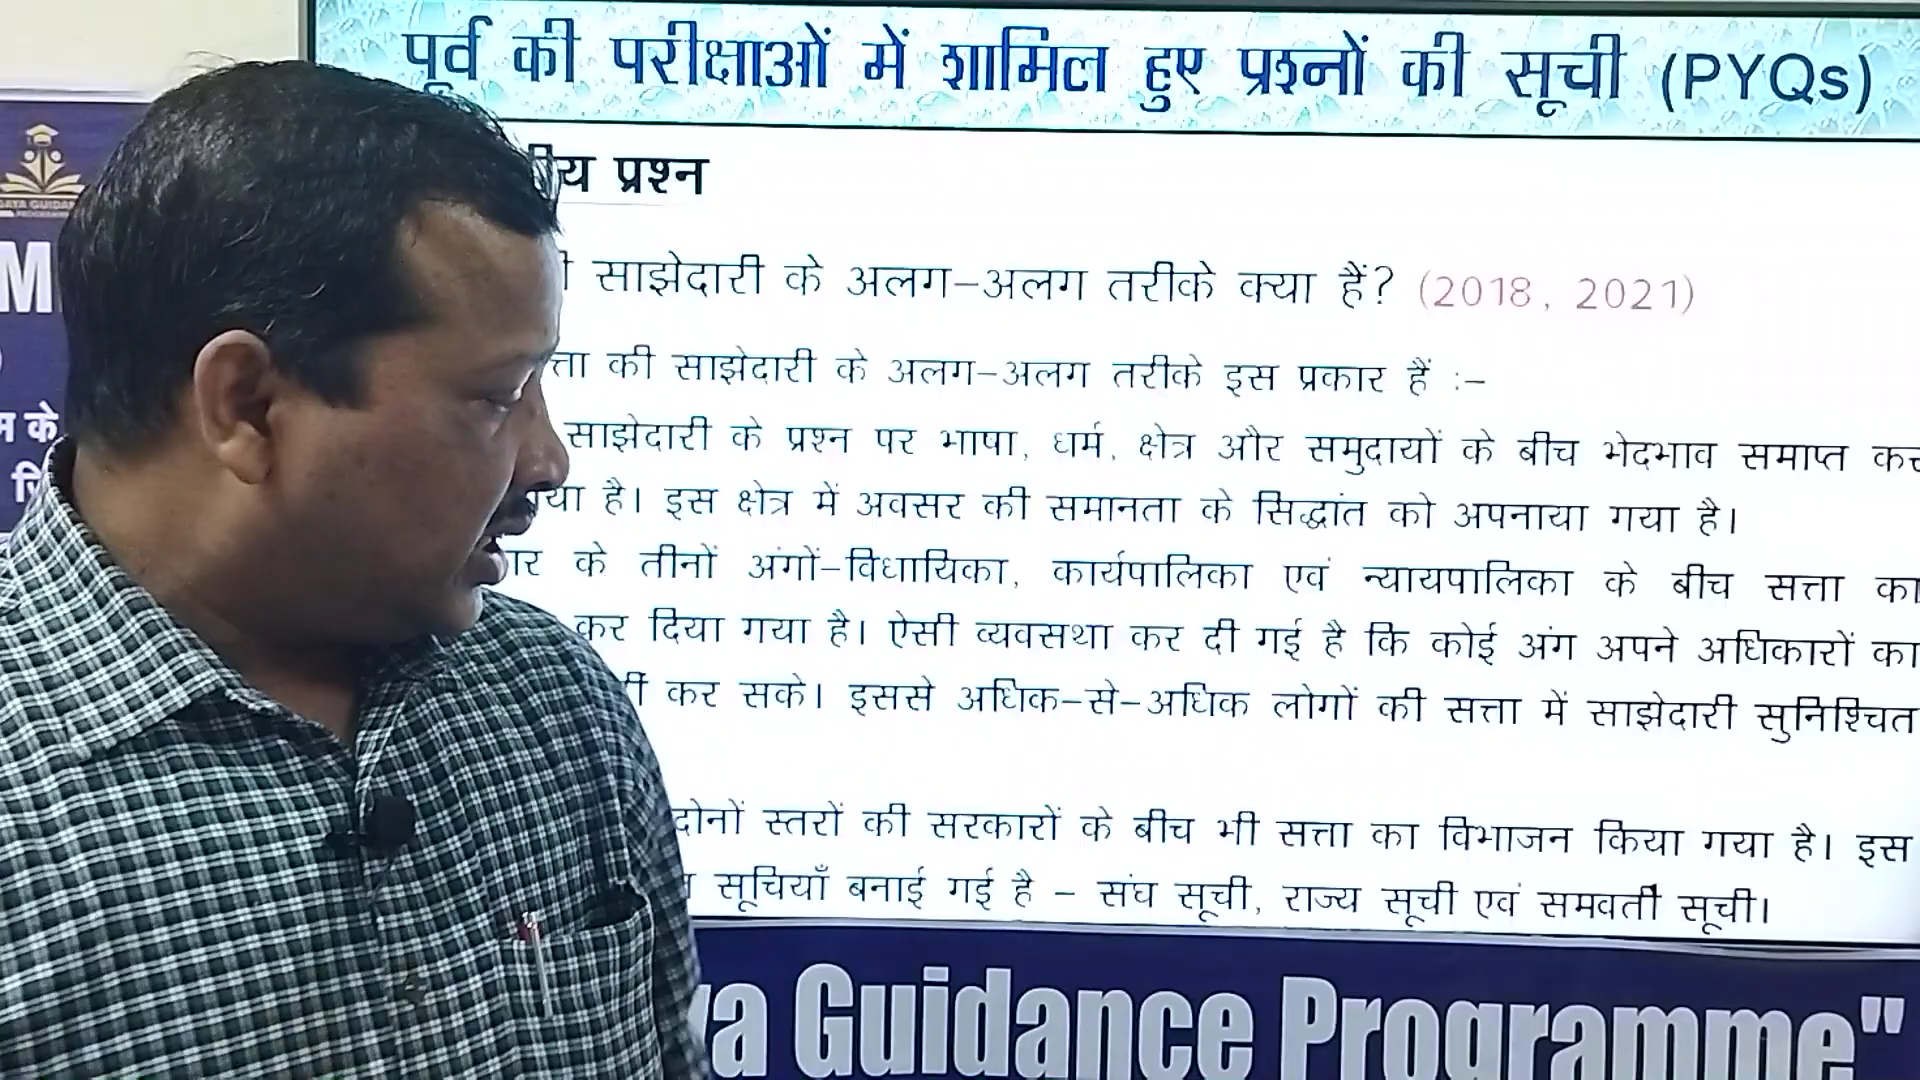 पूर्व की परीक्षाओं में शामिल हुए प्रश्नों की सूची (PYQs)
प्रश्न
साझेदारी के अलग-अलग तरीके क्या हैं? (2018, 2021)
की साझेदारी के अलग-अलग तरीके इस प्रकार हैं :-
साझेदारी के प्रश्न पर भाषा, धर्म, क्षेत्र और समुदायों के बीच भेदभाव समाप्त
है। इस क्षेत्र में अवसर की समानता के सिद्धांत को अपनाया गया है।
के तीनों अंगों-विधायिका, कार्यपालिका एवं न्यायपालिका के बीच सत्ता का
कर दिया गया है। ऐसी व्यवसथा कर दी गई है कि कोई अंग अपने अधिकारों का
कर सके। इससे अधिक-से-अधिक लोगों की सत्ता में साझेदारी सुनिश्चित
दोनों स्तरों की सरकारों के बीच भी सत्ता का विभाजन किया गया है। इस
सूचियाँ बनाई गई है - संघ सूची, राज्य सूची एवं समवर्ती सूची।
Guidance Programme"
के
M